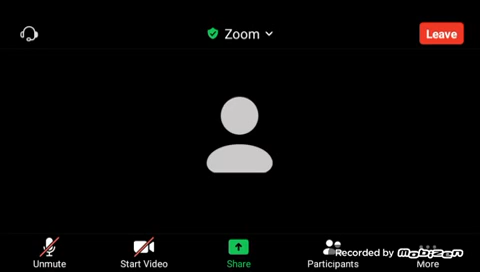 Zoom
Leave
Unmute
Start Video
Share
Participants
More
Recorded by Mobizen